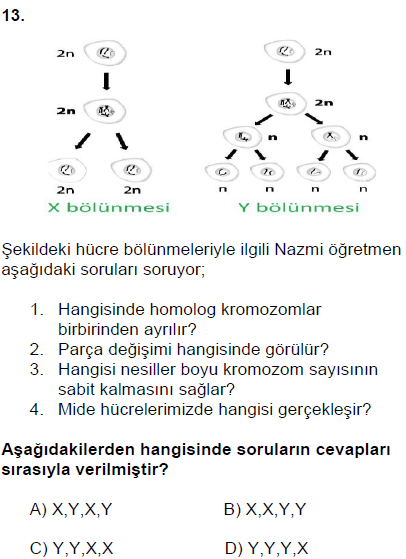 13.
2n 2n
2n 2n
n n
2n 2n n n n n
X bölünmesi Y bölünmesi
Şekildeki hücre bölünmeleriyle ilgili Nazmi öğretmen
aşağıdaki soruları soruyor;
1. Hangisinde homolog kromozomlar
birbirinden ayrılır?
2. Parça değişimi hangisinde görülür?
3. Hangisi nesiller boyu kromozom sayısının
sabit kalmasını sağlar?
4. Mide hücrelerimizde hangisi gerçekleşir?
Aşağıdakilerden hangisinde soruların cevapları
sırasıyla verilmiştir?
A) X,Y,X,Y B) X,X,Y,Y
C) Y,Y,X,X D) Y,Y,Y,X